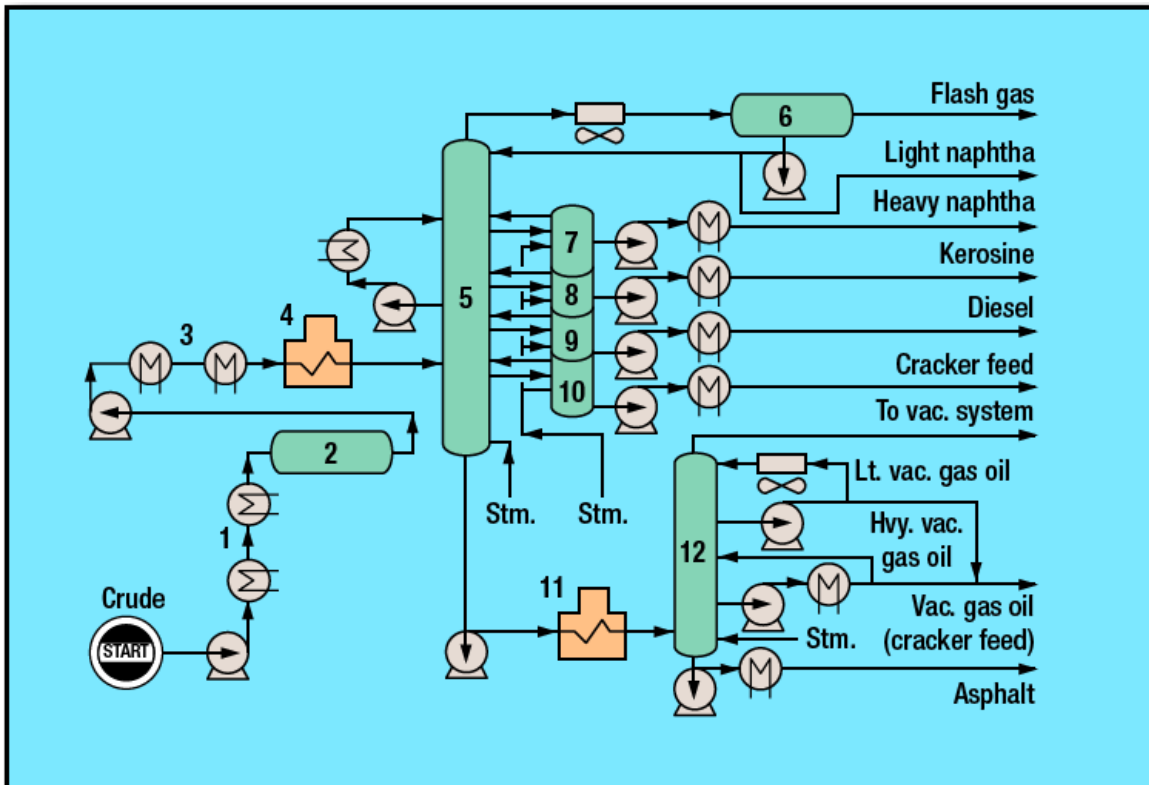 Flash gas
6
Light naphtha
Heavy naphtha
7
Kerosine
5
8
Diesel
4
3
9
Cracker feed
10
To vac. system
2
Lt. vac. gas oil
Stm.
Stm.
Hvy. vac.
gas oil
1
12
11
Crude
START
Vac. gas oil
(cracker feed)
Stm.
Asphalt